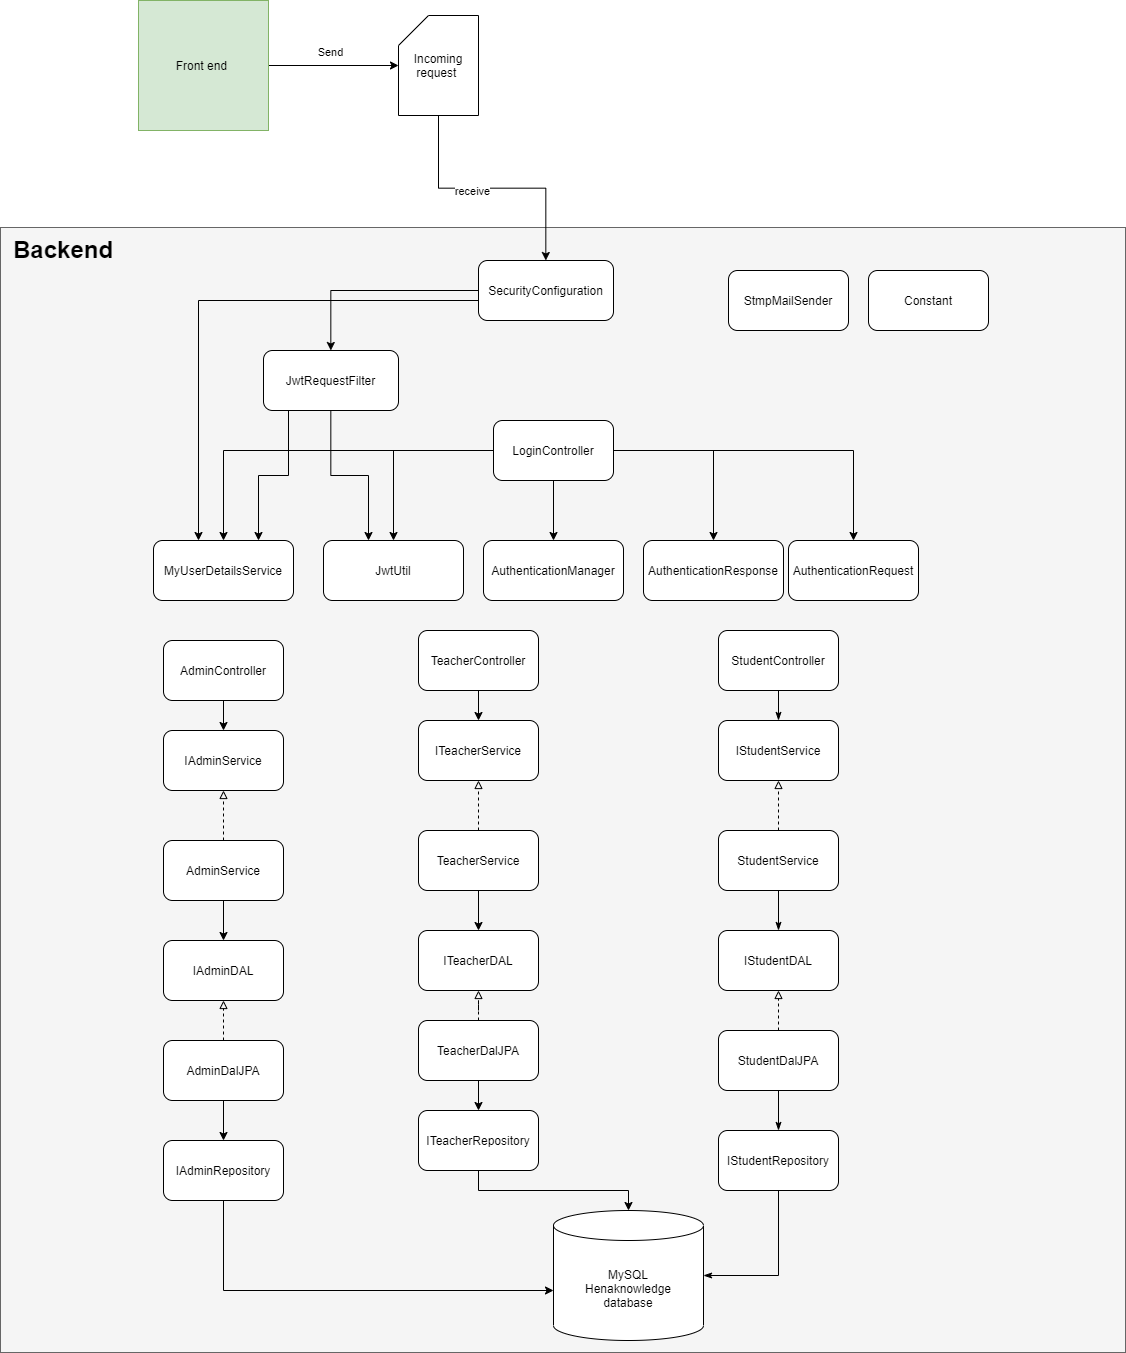 Front end
Send
Incoming
request
receive
Backend
SecurityConfiguration
StmpMailSender
Constant
JwtRequestFilter
LoginController
MyUserDetailsService
JwtUtil
AuthenticationManager
AuthenticationResponse
AuthenticationRequest
AdminController
TeacherController
StudentController
IAdminService
ITeacherService
IStudentService
AdminService
TeacherService
StudentService
IAdminDAL
ITeacherDAL
IStudentDAL
AdminDalJPA
TeacherDalJPA
StudentDalJPA
IAdminRepository
ITeacherRepository
IStudentRepository
MySQL
Henaknowledge
database